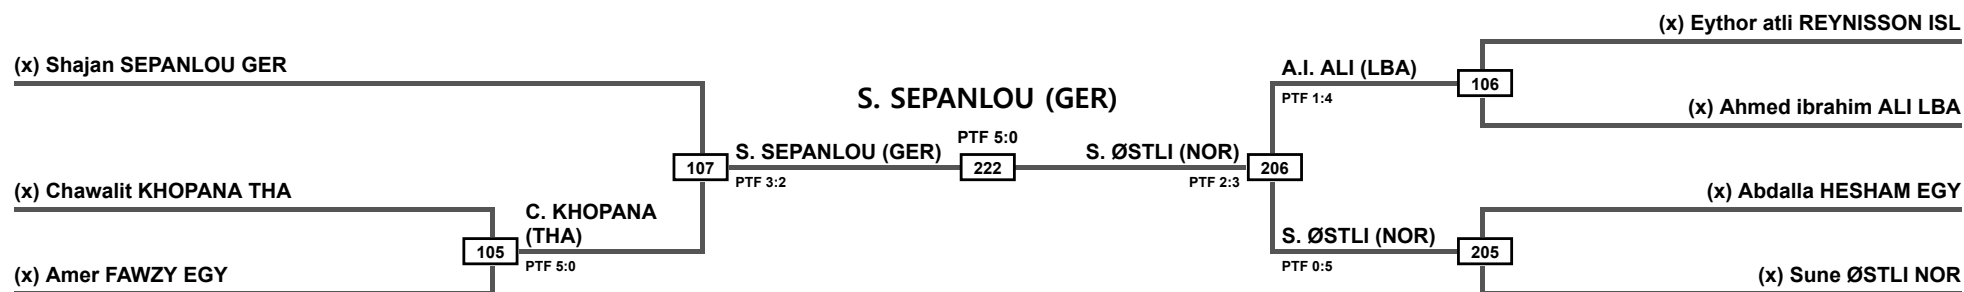 (x) Eythor atli REYNISSON ISL
(x) Shajan SEPANLOU GER
A.I. ALI (LBA)
106
PTF 1:4
S. SEPANLOU (GER)
(x) Ahmed ibrahim ALI LBA
PTF 5:0
107
S. SEPANLOU (GER)
222
S. ØSTLI (NOR)
206
PTF 3:2
PTF 2:3
(x) Chawalit KHOPANA THA
(x) Abdalla HESHAM EGY
C. KHOPANA
(THA)
S. ØSTLI (NOR)
105
205
PTF 5:0
PTF 0:5
(x) Amer FAWZY EGY
(x) Sune ØSTLI NOR